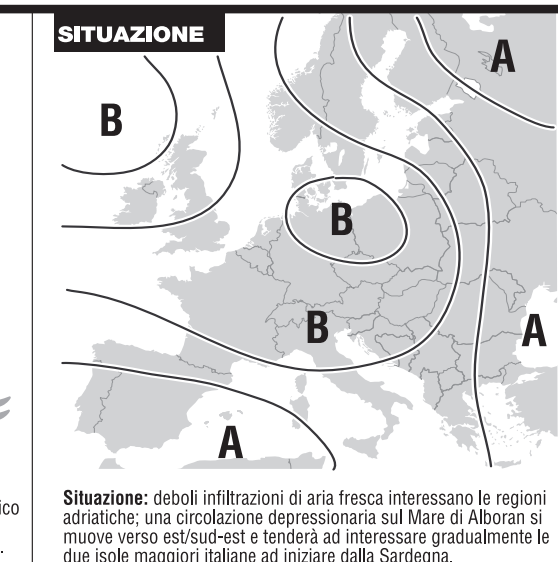 SITUAZIONE
A
B
B
B
A
A
ico
.
Situazione: deboli infiltrazioni di aria fresca interessano le regioni
adriatiche; una circolazione depressionaria sul Mare di Alboran si
muove verso est/sud-est e tenderà ad interessare gradualmente le
due isole maggiori italiane ad iniziare dalla Sardegna.